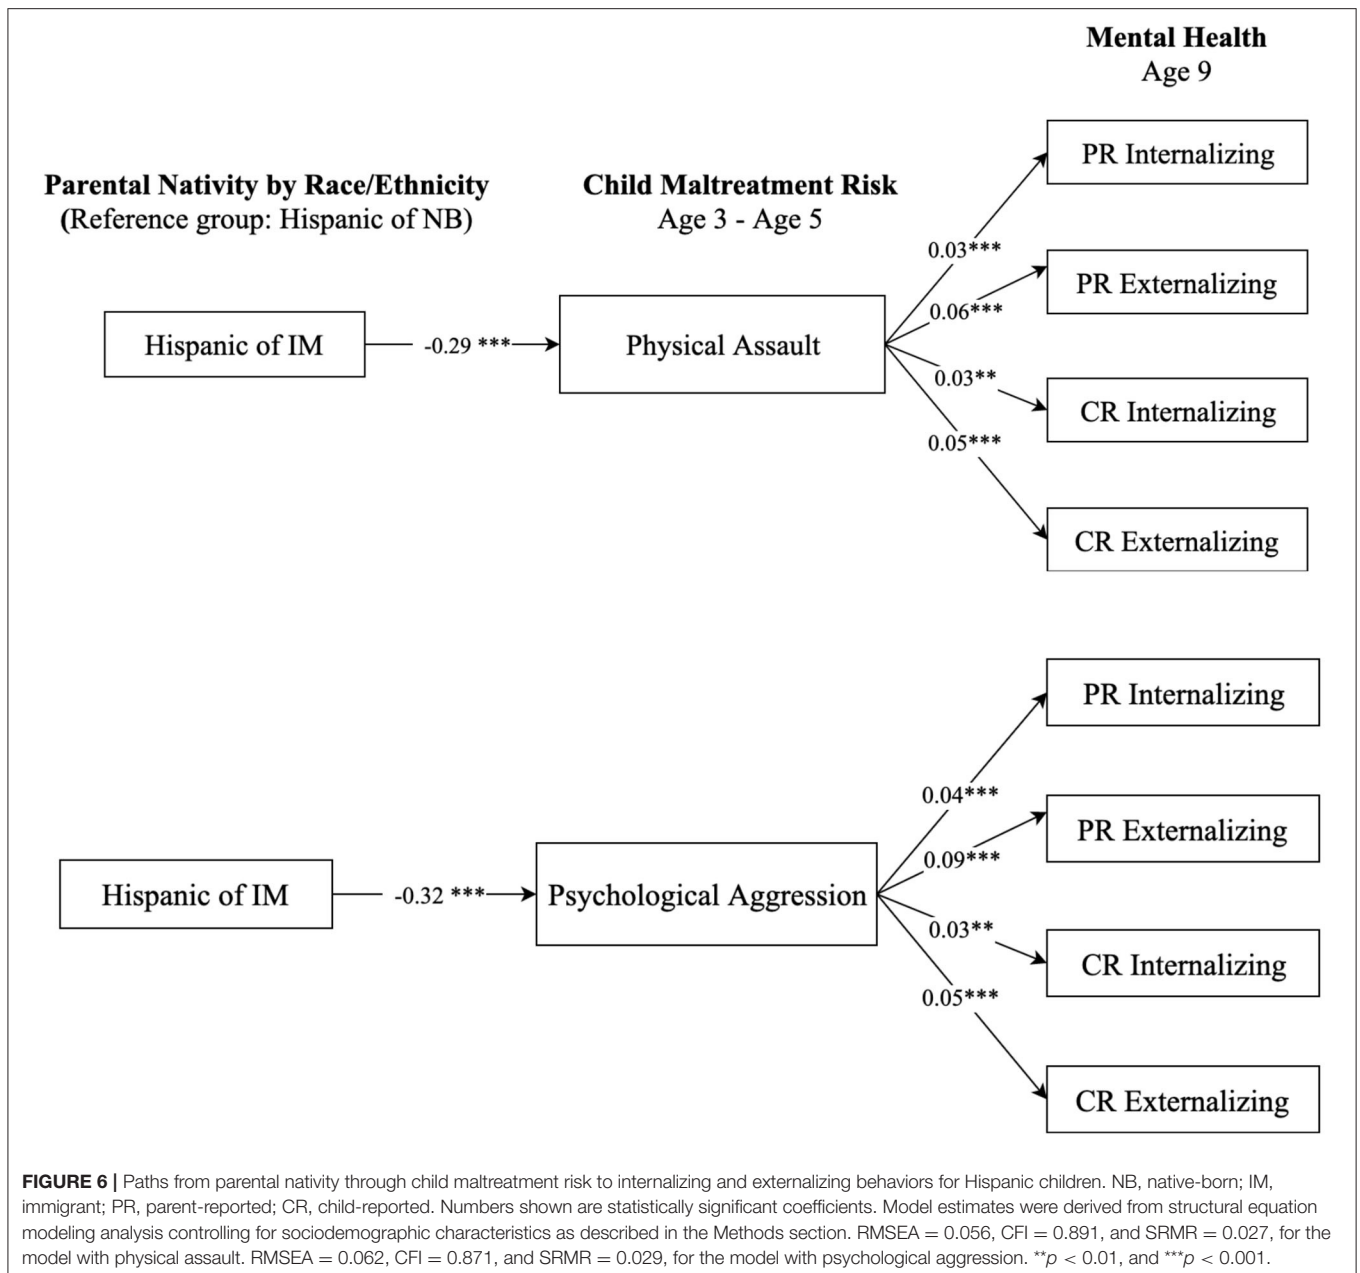 Mental Health
Age 9
Parental Nativity by Race/Ethnicity
(Reference group: Hispanic of NB)
Child Maltreatment Risk
Age 3 - Age 5
Hispanic of IM
-0.29 ***
Physical Assault
0.03***
0.06***
0.03**
0.05***
PR Internalizing
PR Externalizing
CR Internalizing
CR Externalizing
Hispanic of IM
-0.32 ***
Psychological Aggression
0.04***
0.09***
0.03**
0.05***
PR Internalizing
PR Externalizing
CR Internalizing
CR Externalizing
FIGURE 6 | Paths from parental nativity through child maltreatment risk to internalizing and externalizing behaviors for Hispanic children. NB, native-born; IM,
immigrant; PR, parent-reported; CR, child-reported. Numbers shown are statistically significant coefficients. Model estimates were derived from structural equation
modeling analysis controlling for sociodemographic characteristics as described in the Methods section. RMSEA = 0.056, CFI = 0.891, and SRMR = 0.027, for the
model with physical assault. RMSEA = 0.062, CFI = 0.871, and SRMR = 0.029, for the model with psychological aggression. **p < 0.01, and ***p < 0.001.